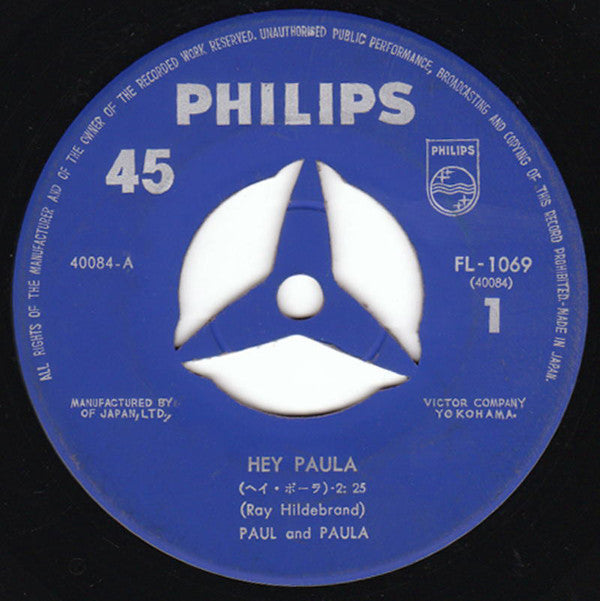 ALL RIGHTS OF THE MANUFACTURER AND OF THE OWNER OF THE RECORDED WORK RESERVED. UNAUTHORISED PUBLIC PERFORMANCE, BROADCASTING AND COPYING OF THIS RECORD PROHIBITED.-MADE IN JAPAN.
PHILIPS
45
PHILIPS
40084-A
FL-1069
(40084)
1
MANUFACTURED BY
OF JAPAN, LTD.,
VICTOR COMPANY
YOKOHAMA.
HEY PAULA
(ヘイ・ポーラ)-2:25
(Ray Hildebrand)
PAUL and PAULA